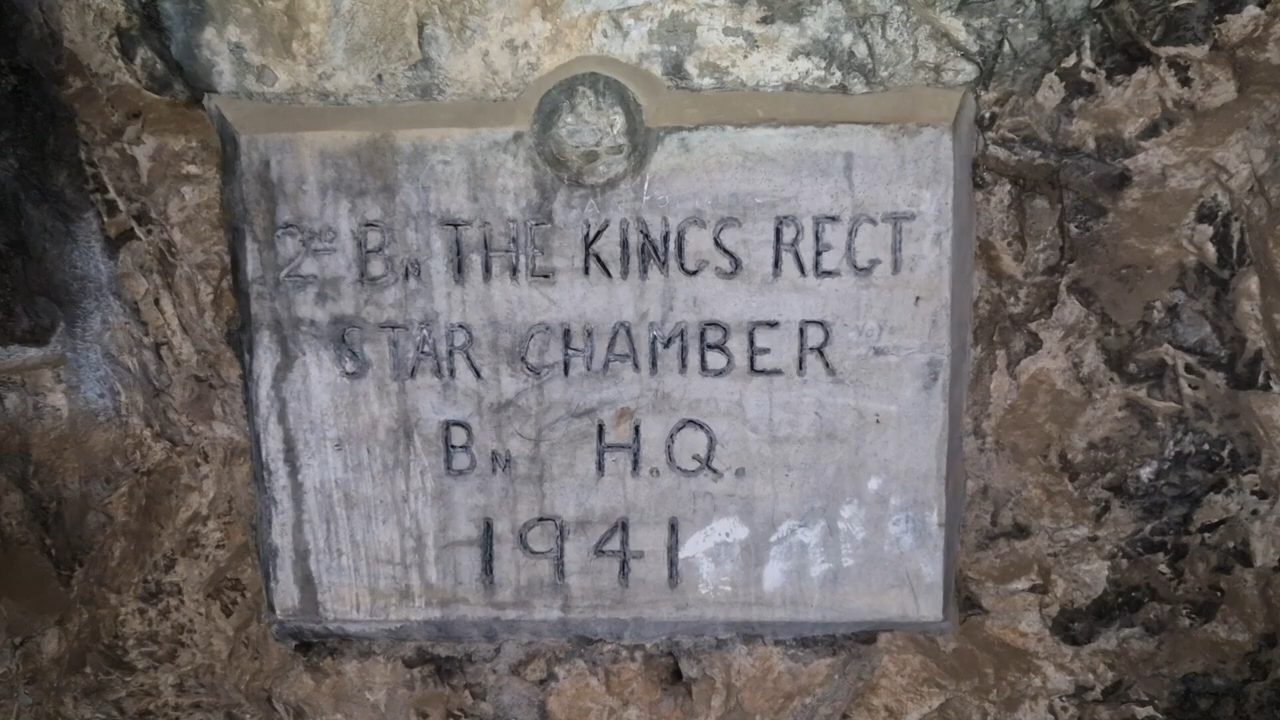 2ND BN THE KINGS REGT
STAR CHAMBER
BN H.Q.
1941